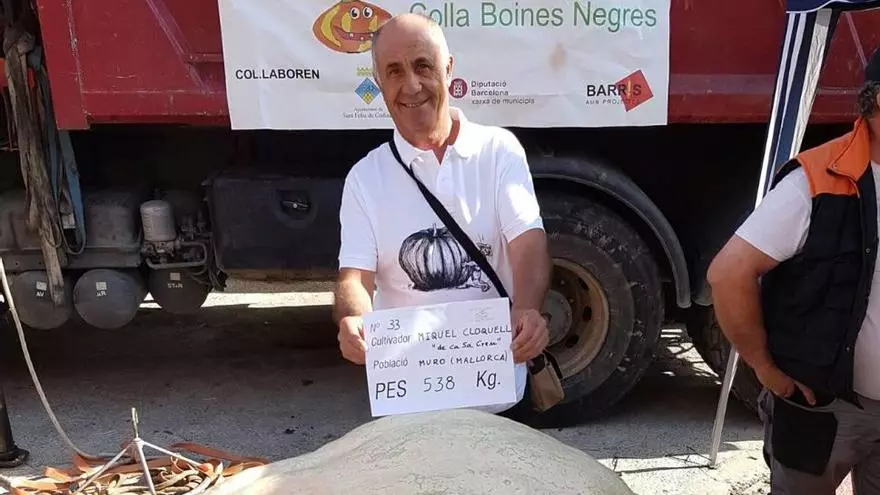 Colla Boines Negres
COL.LABOREN
Diputació
Barcelona
xarxa de municipis
BARRIS
Nº 33
Cultivador MIQUEL CLOQUELL
"de Ca Sa Creu"
Població MURO (MALLORCA)
PES 538 Kg.